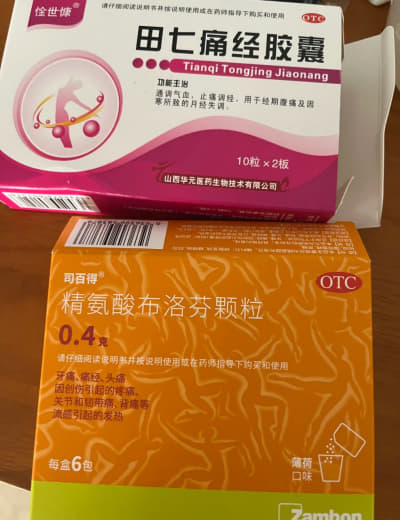 佺世慷®
请仔细阅读说明书并按说明使用或在药师指导下购买和使用
OTC
田七痛经胶囊
Tianqi Tongjing Jiaonang
功能主治
通调气血，止痛调经。用于经期腹痛及因
寒所致的月经失调。
10粒×2板
山西华元医药生物技术有限公司
司百得®
OTC
精氨酸布洛芬颗粒
0.4克
请仔细阅读说明书并按说明使用或在药师指导下购买和使用
牙痛、痛经、头痛
因创伤引起的疼痛
关节和韧带痛、背痛等
流感引起的发热
每盒6包
薄荷
口味
Zambon